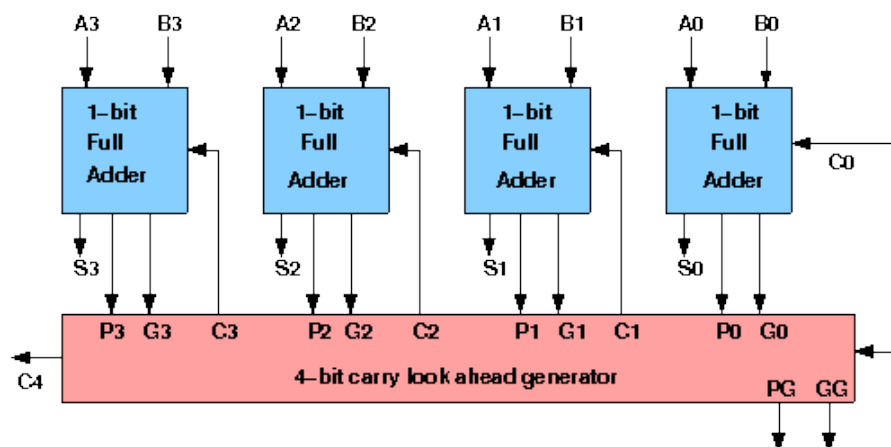 A3 B3 A2 B2 A1 B1 A0 B0
1-bit Full Adder
1-bit Full Adder
1-bit Full Adder
1-bit Full Adder
C0
S3 S2 S1 S0
P3 G3 C3 P2 G2 C2 P1 G1 C1 P0 G0
C4
4-bit carry look ahead generator
PG GG